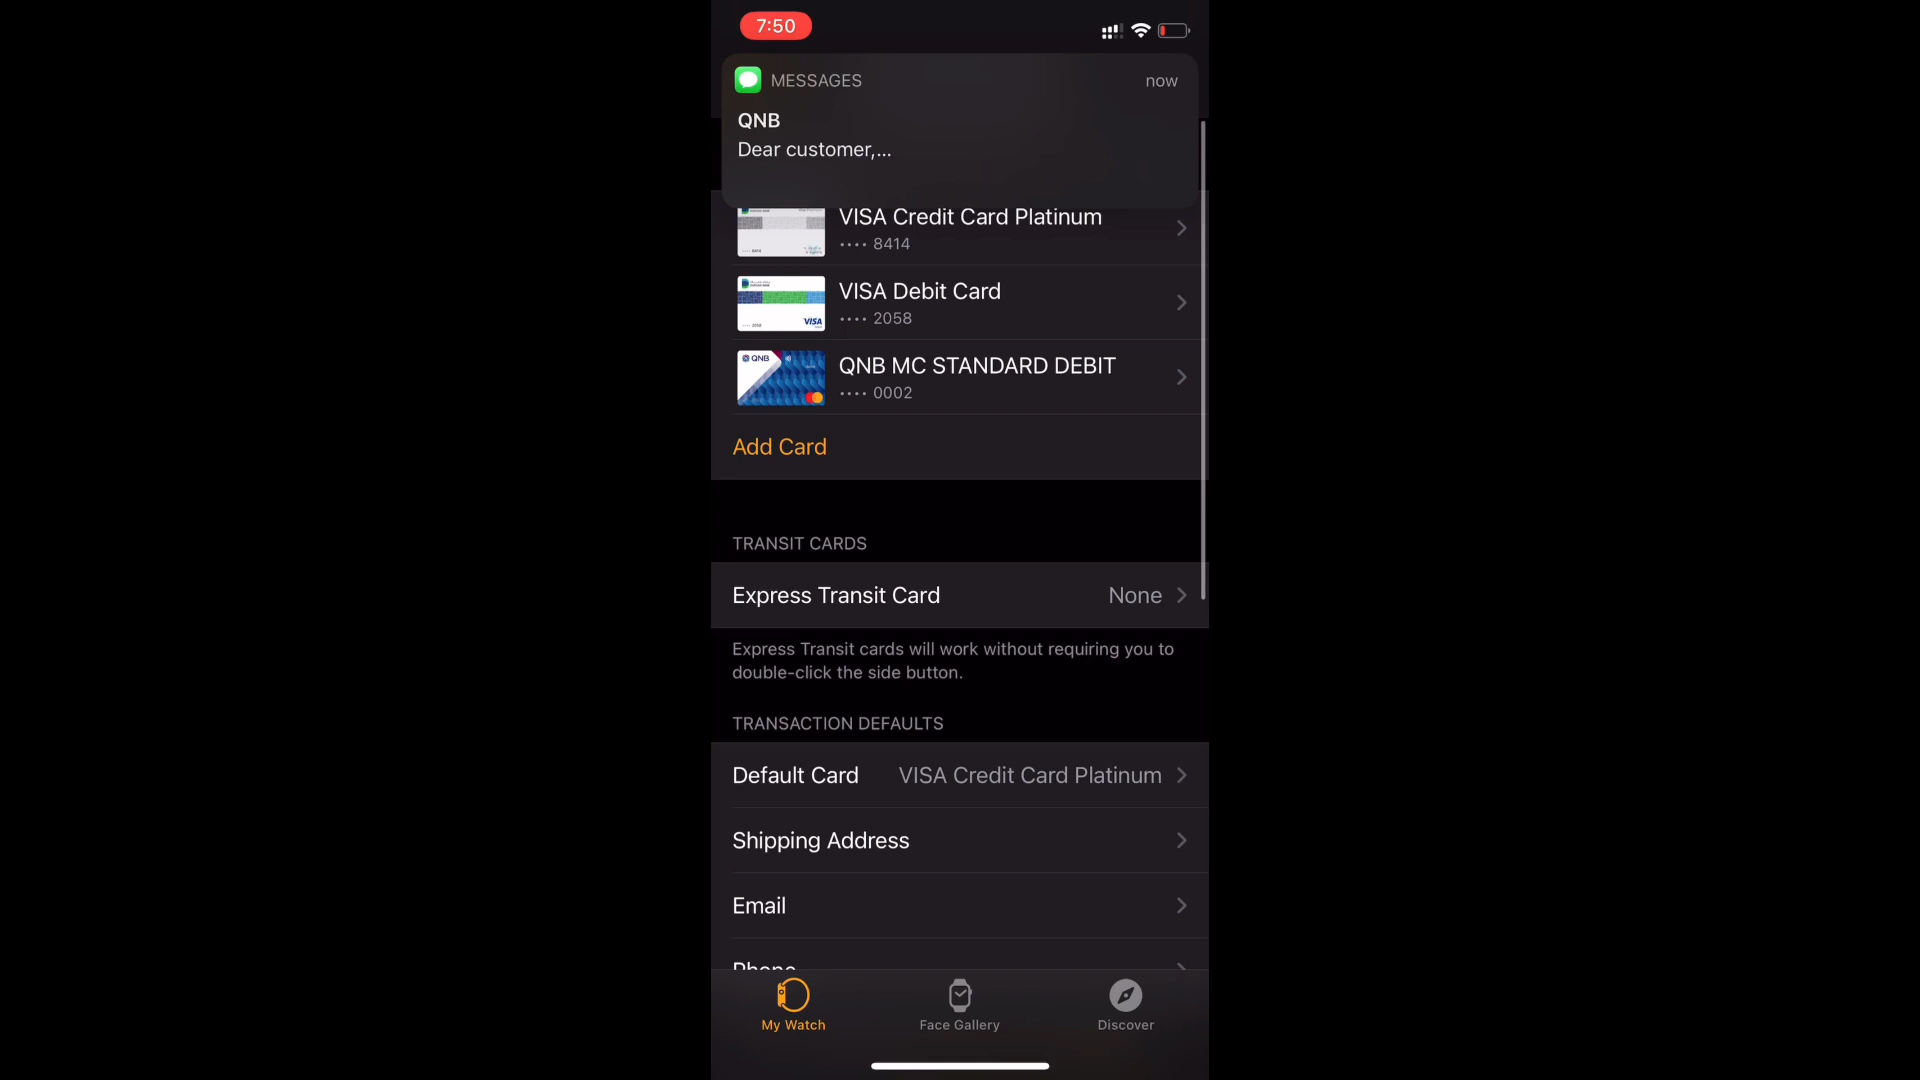 7:50
MESSAGES
now
QNB
Dear customer,...
VISA Credit Card Platinum
•••• 8414
VISA Debit Card
•••• 2058
VISA
QNB MC STANDARD DEBIT
•••• 0002
QNB
Add Card
TRANSIT CARDS
Express Transit Card
None
Express Transit cards will work without requiring you to
double-click the side button.
TRANSACTION DEFAULTS
Default Card
VISA Credit Card Platinum
Shipping Address
Email
Phone
My Watch
Face Gallery
Discover